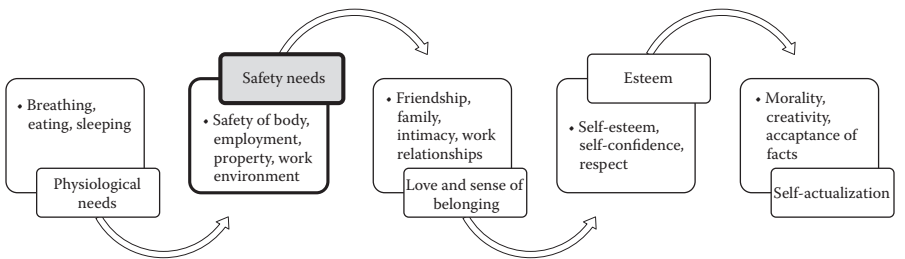 • Breathing,
eating, sleeping
Physiological
needs
Safety needs
• Safety of body,
employment,
property, work
environment
• Friendship,
family,
intimacy, work
relationships
Love and sense of
belonging
Esteem
• Self-esteem,
self-confidence,
respect
• Morality,
creativity,
accaptance of
facts
Self-actualization